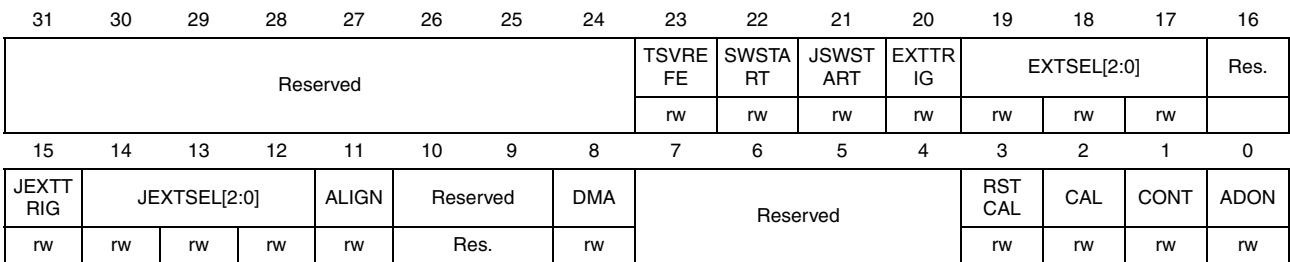 31 30 29 28 27 26 25 24 23 22 21 20 19 18 17 16
Reserved TSVRE SWSTA JSWST EXTTR EXTSEL[2:0] Res.
FE RT ART IG
rw rw rw rw rw rw rw
15 14 13 12 11 10 9 8 7 6 5 4 3 2 1 0
JEXTT JEXTSEL[2:0] ALIGN Reserved DMA Reserved RST CAL CONT ADON
RIG CAL
rw rw rw rw rw Res. rw rw rw rw rw